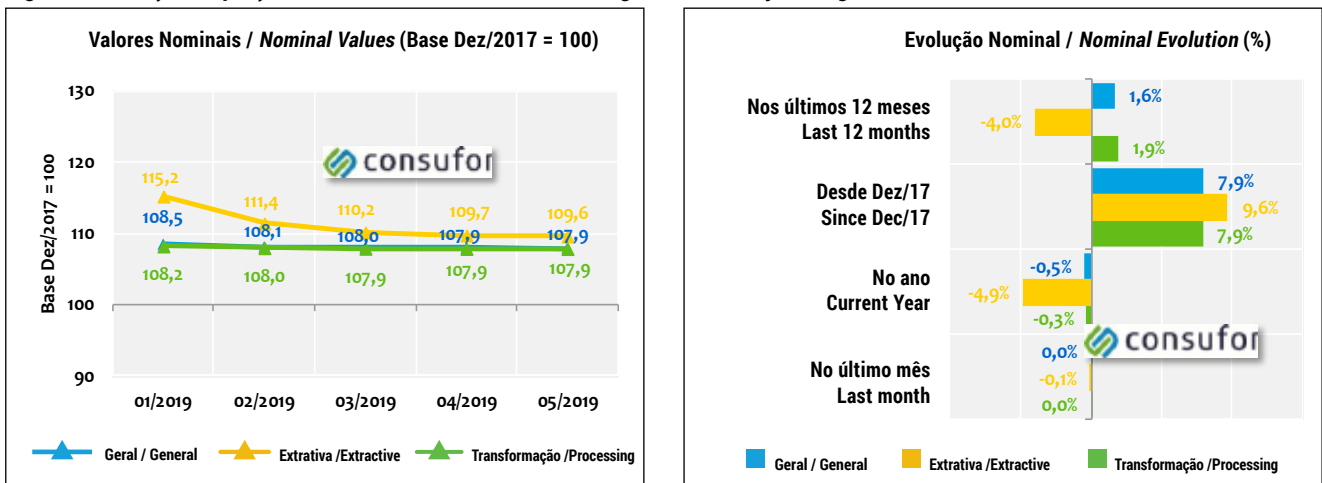 Valores Nominais / Nominal Values (Base Dez/2017 = 100)
Base Dez/2017 = 100
130
120
110
100
90
consufor
115,2
111,4
110,2
109,7
109,6
108,5
108,1
108,0
107,9
107,9
108,2
108,0
107,9
107,9
107,9
01/2019
02/2019
03/2019
04/2019
05/2019
Geral / General
Extrativa /Extractive
Transformação /Processing
Evolução Nominal / Nominal Evolution (%)
Nos últimos 12 meses
Last 12 months
1,6%
-4,0%
1,9%
Desde Dez/17
Since Dec/17
7,9%
9,6%
7,9%
No ano
Current Year
-0,5%
-4,9%
-0,3%
consufor
No último mês
Last month
0,0%
-0,1%
0,0%
Geral / General
Extrativa /Extractive
Transformação /Processing